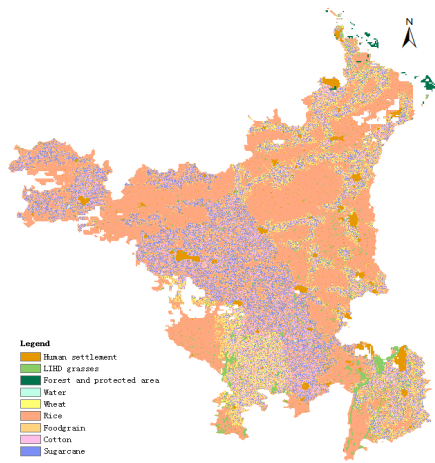 N
Legend
Human settlement
LIHD grasses
Forest and protected area
Water
Wheat
Rice
Foodgrain
Cotton
Sugarcane